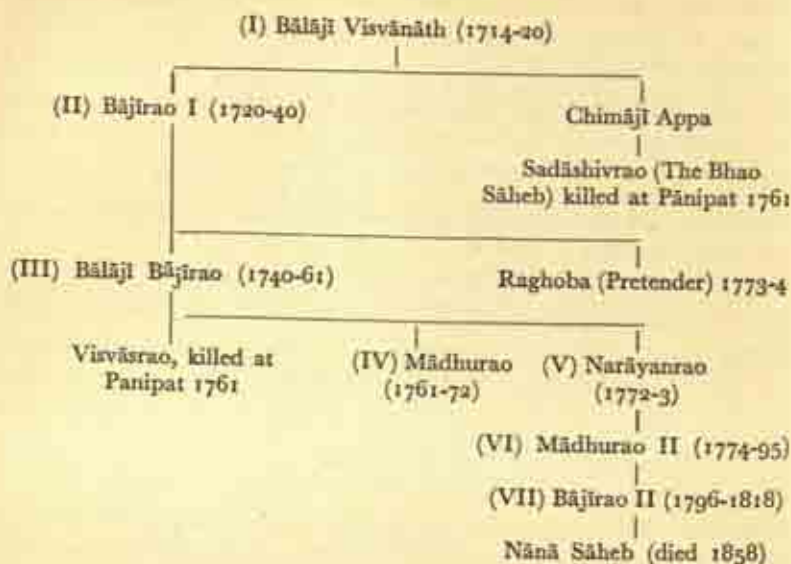 (I) Bālājī Visvānāth (1714-20)
(II) Bājīrao I (1720-40)
Chimājī Appa
Sadāshivrao (The Bhao
Sāheb) killed at Pānipat 1761
(III) Bālājī Bājīrao (1740-61)
Raghoba (Pretender) 1773-4
Visvāsrao, killed at
Panipat 1761
(IV) Mādhurao
(1761-72)
(V) Narāyanrao
(1772-3)
(VI) Mādhurao II (1774-95)
(VII) Bājīrao II (1796-1818)
Nānā Sāheb (died 1858)